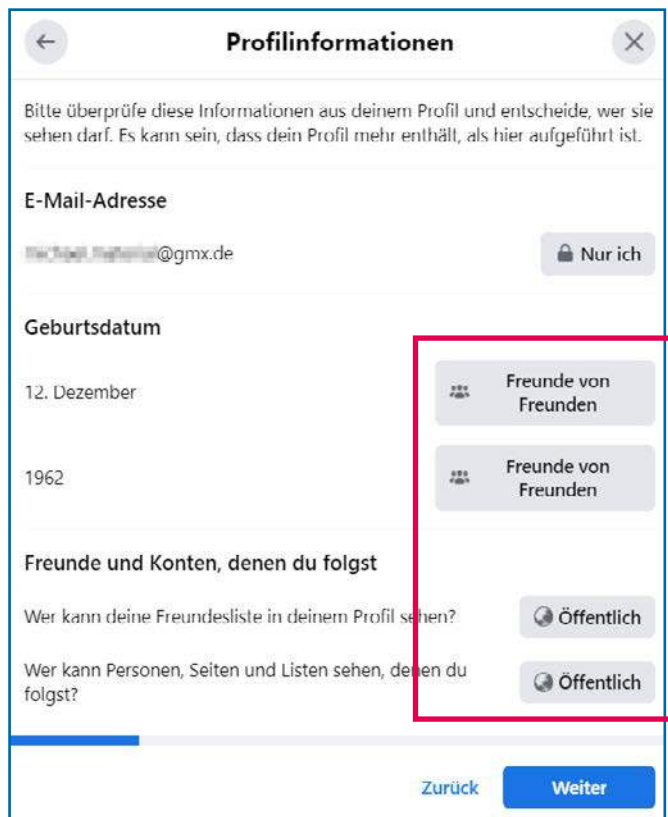 Profilinformationen
Bitte überprüfe diese Informationen aus deinem Profil und entscheide, wer sie
sehen darf. Es kann sein, dass dein Profil mehr enthält, als hier aufgeführt ist.
E-Mail-Adresse
@gmx.de
Nur ich
Geburtsdatum
12. Dezember
Freunde von
Freunden
1962
Freunde von
Freunden
Freunde und Konten, denen du folgst
Wer kann deine Freundesliste in deinem Profil sehen?
Öffentlich
Wer kann Personen, Seiten und Listen sehen, denen du
folgst?
Öffentlich
Zurück
Weiter